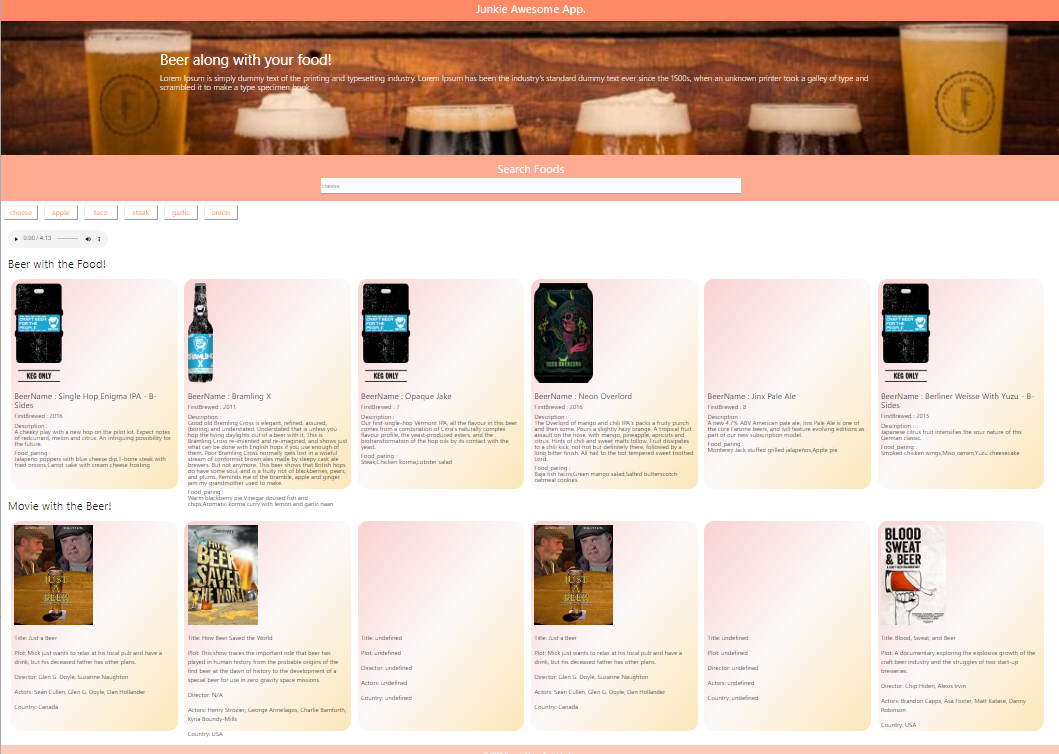 Junkie Awesome App.
Beer along with your food!
Lorem Ipsum is simply dummy text of the printing and typesetting industry. Lorem Ipsum has been the industry's standard dummy text ever since the 1500s, when an unknown printer took a galley of type and
scrambled it to make a type specimen book.
Search Foods
cheese
cheese apple taco steak garlic onion
0:00 / 4:13
Beer with the Food!
CRAFT BEER
FOR THE
PEOPLE
KEG ONLY
BeerName : Single Hop Enigma IPA - B-
Sides
FirstBrewed : 2016
Description :
A cheeky play with a new hop on the pilot kit. Expect notes
of redcurrant, melon and citrus. An intriguing possibility for
the future.
Food_paring :
Jalapeno poppers with blue cheese dip,T-bone steak with
fried onions,Carrot cake with cream cheese frosting
BRAMLING
X
BeerName : Bramling X
FirstBrewed : 2011
Description :
Good old Bramling Cross is elegant, refined, assured,
(boring) and understated. Understated that is unless you
hop the living daylights out of a beer with it. This is
Bramling Cross re-invented and re-imagined, and shows just
what can be done with English hops if you use enough of
them. Poor Bramling Cross normally gets lost in a woeful
stream of conformist brown ales made by sleepy cask ale
brewers. But not anymore. This beer shows that British hops
do have some soul, and is a fruity riot of blackberries, pears,
and plums. Reminds me of the bramble, apple and ginger
jam my grandmother used to make.
Food_paring :
Warm blackberry pie,Vinegar doused fish and
chips,Aromatic korma curry with lemon and garlic naan
CRAFT BEER
FOR THE
PEOPLE
KEG ONLY
BeerName : Opaque Jake
FirstBrewed : 7
Description :
Our first single-hop Vermont IPA; all the flavour in this beer
comes from a combination of Citra's naturally complex
flavour profile, the yeast-produced esters, and the
biotransformation of the hop oils by its contact with the
yeast.
Food_paring :
Steak,Chicken korma,Lobster salad
BeerName : Neon Overlord
FirstBrewed : 2016
Description :
The Overlord of mango and chili IPA's packs a fruity punch
and then some. Pours a slightly hazy orange. A tropical fruit
assault on the nose, with mango, pineapple, apricots and
citrus. Hints of chili and sweet malts follow. Fruit dissipates
to a chili kick, not hot but definitely there, followed by a
long bitter finish. All hail to the hot tempered sweet toothed
Lord.
Food_paring :
Baja fish tacos,Green mango salad,Salted butterscotch
oatmeal cookies
BeerName : Jinx Pale Ale
FirstBrewed : 8
Description :
A new 4.7% ABV American pale ale, Jinx Pale Ale is one of
the core Fanzine beers, and will feature evolving editions as
part of our new subscription model.
Food_paring :
Monterey Jack stuffed grilled jalapeños,Apple pie
CRAFT BEER
FOR THE
PEOPLE
KEG ONLY
BeerName : Berliner Weisse With Yuzu - B-
Sides
FirstBrewed : 2015
Description :
Japanese citrus fruit intensifies the sour nature of this
German classic.
Food_paring :
Smoked chicken wings,Miso ramen,Yuzu cheesecake
Movie with the Beer!
JUST
A
BEER
Title: Just a Beer
Plot: Mick just wants to relax at his local pub and have a
drink, but his deceased father has other plans.
Director: Glen G. Doyle, Suzanne Naughton
Actors: Seán Cullen, Glen G. Doyle, Dan Hollander
Country: Canada
Discovery
HOW
BEER
SAVED
THE WORLD
Title: How Beer Saved the World
Plot: This show traces the important role that beer has
played in human history from the probable origins of the
first beer at the dawn of history to the development of a
special beer for use in zero gravity space missions.
Director: N/A
Actors: Henry Strozier, George Armelagos, Charlie Bamforth,
Kyria Boundy-Mills
Country: USA
Title: undefined
Plot: undefined
Director: undefined
Actors: undefined
Country: undefined
JUST
A
BEER
Title: Just a Beer
Plot: Mick just wants to relax at his local pub and have a
drink, but his deceased father has other plans.
Director: Glen G. Doyle, Suzanne Naughton
Actors: Seán Cullen, Glen G. Doyle, Dan Hollander
Country: Canada
Title: undefined
Plot: undefined
Director: undefined
Actors: undefined
Country: undefined
BLOOD
SWEAT
& BEER
Title: Blood, Sweat, and Beer
Plot: A documentary exploring the explosive growth of the
craft beer industry and the struggles of two start-up
breweries.
Director: Chip Hiden, Alexis Irvin
Actors: Brandon Capps, Asa Foster, Matt Katase, Danny
Robinson
Country: USA